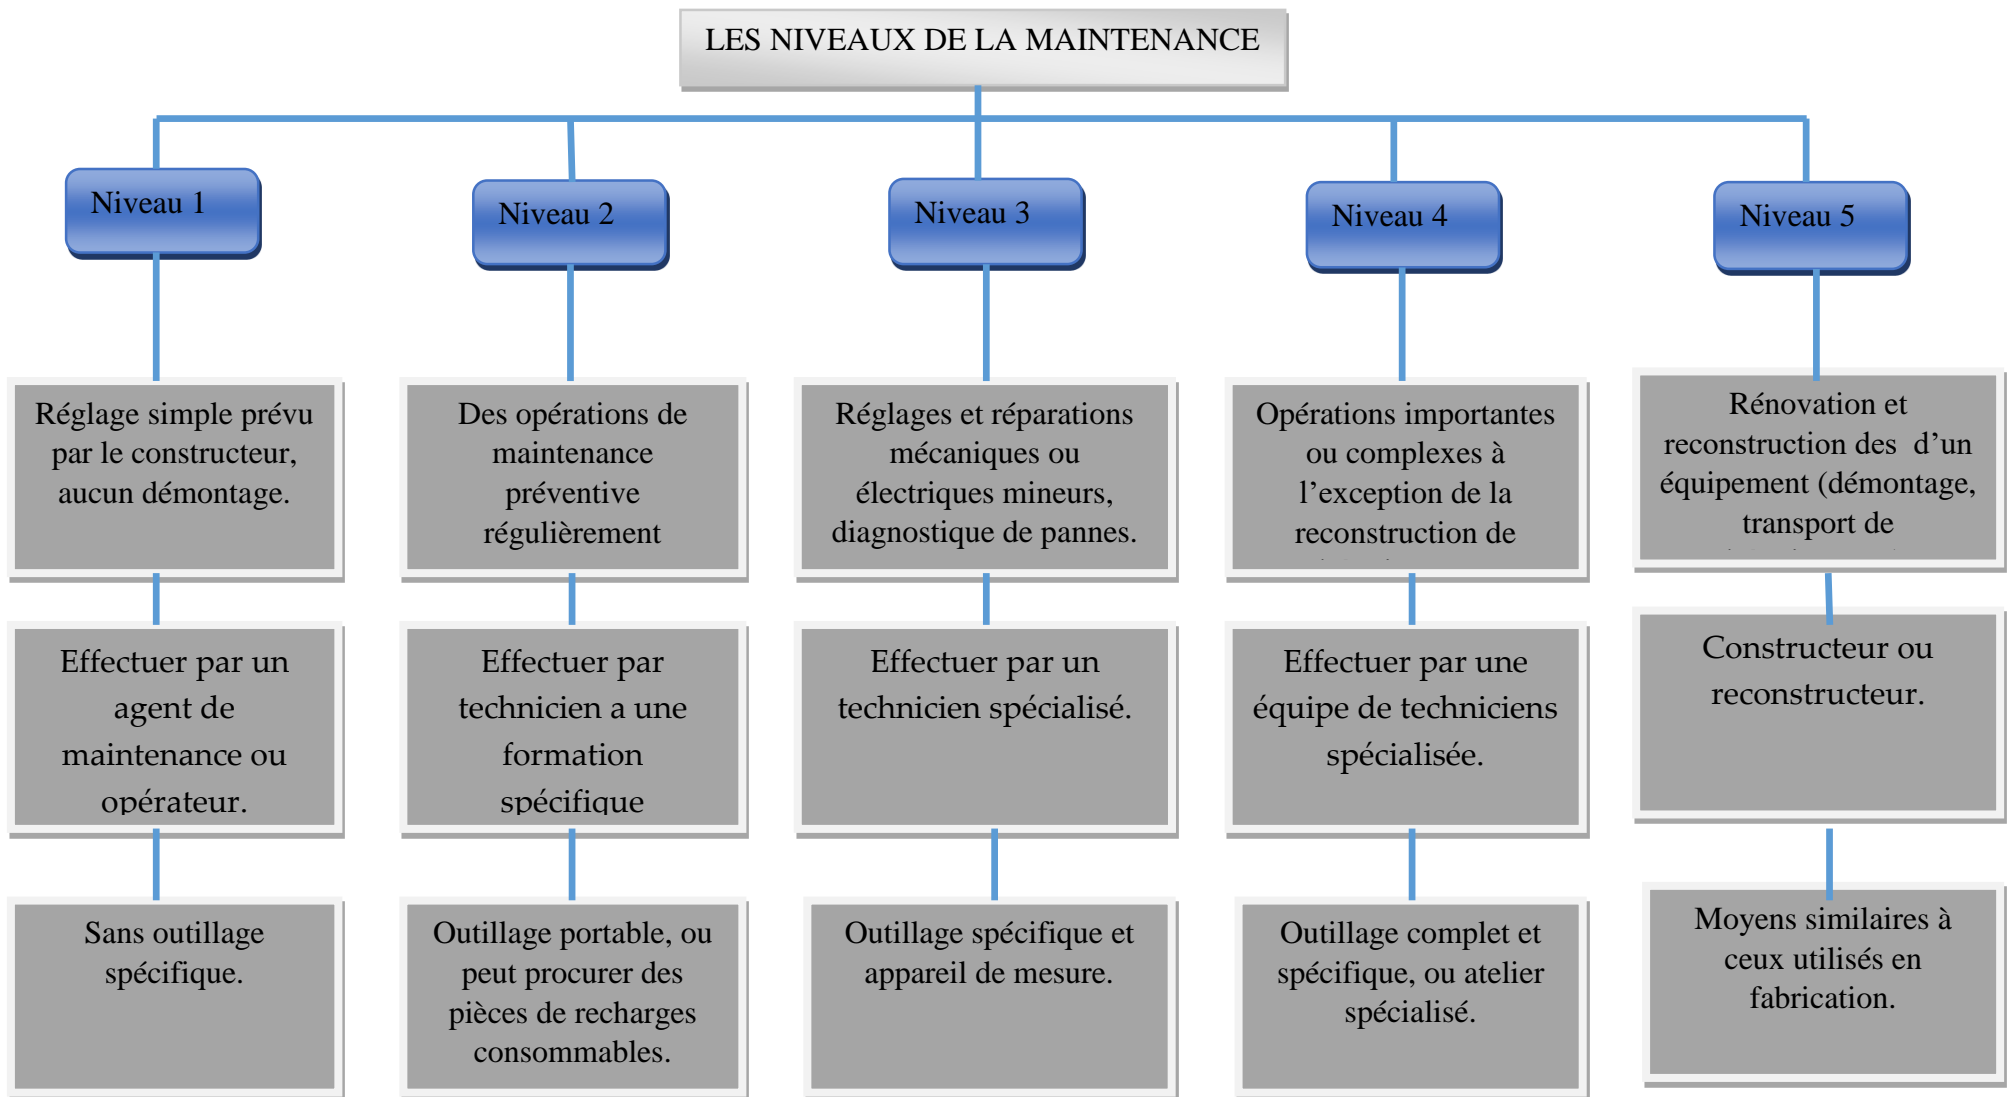 LES NIVEAUX DE LA MAINTENANCE
Niveau 1
Niveau 2
Niveau 3
Niveau 4
Niveau 5
Réglage simple prévu
par le constructeur,
aucun démontage.
Des opérations de
maintenance
préventive
régulièrement
Réglages et réparations
mécaniques ou
électriques mineurs,
diagnostique de pannes.
Opérations importantes
ou complexes à
l’exception de la
reconstruction de
Rénovation et
reconstruction des  d’un
équipement (démontage,
transport de
Effectuer par un
agent de
maintenance ou
opérateur.
Effectuer par
technicien a une
formation
spécifique
Effectuer par un
technicien spécialisé.
Effectuer par une
équipe de techniciens
spécialisée.
Constructeur ou
reconstructeur.
Sans outillage
spécifique.
Outillage portable, ou
peut procurer des
pièces de recharges
consommables.
Outillage spécifique et
appareil de mesure.
Outillage complet et
spécifique, ou atelier
spécialisé.
Moyens similaires à
ceux utilisés en
fabrication.